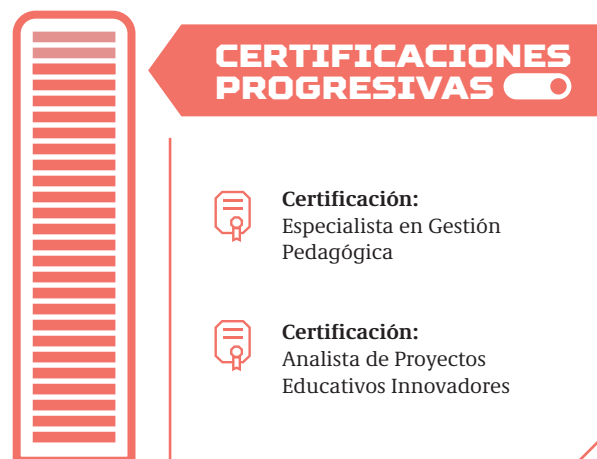 CERTIFICACIONES
PROGRESIVAS
Certificación:
Especialista en Gestión
Pedagógica
Certificación:
Analista de Proyectos
Educativos Innovadores